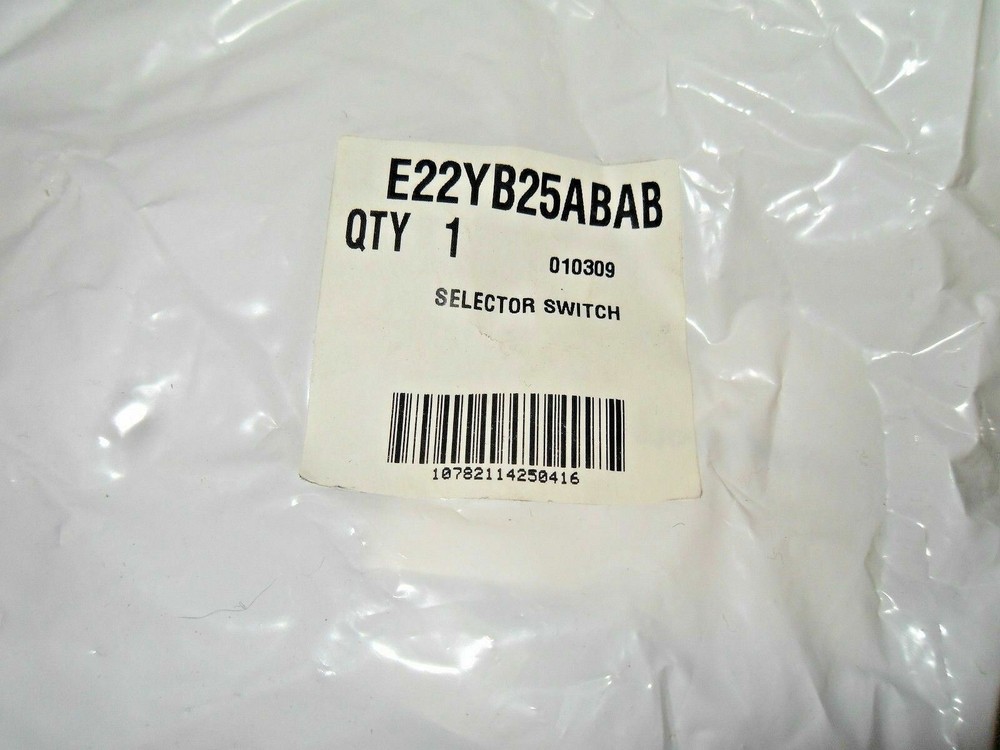 E22YB25ABAB
QTY 1
010309
SELECTOR SWITCH
10782114250416